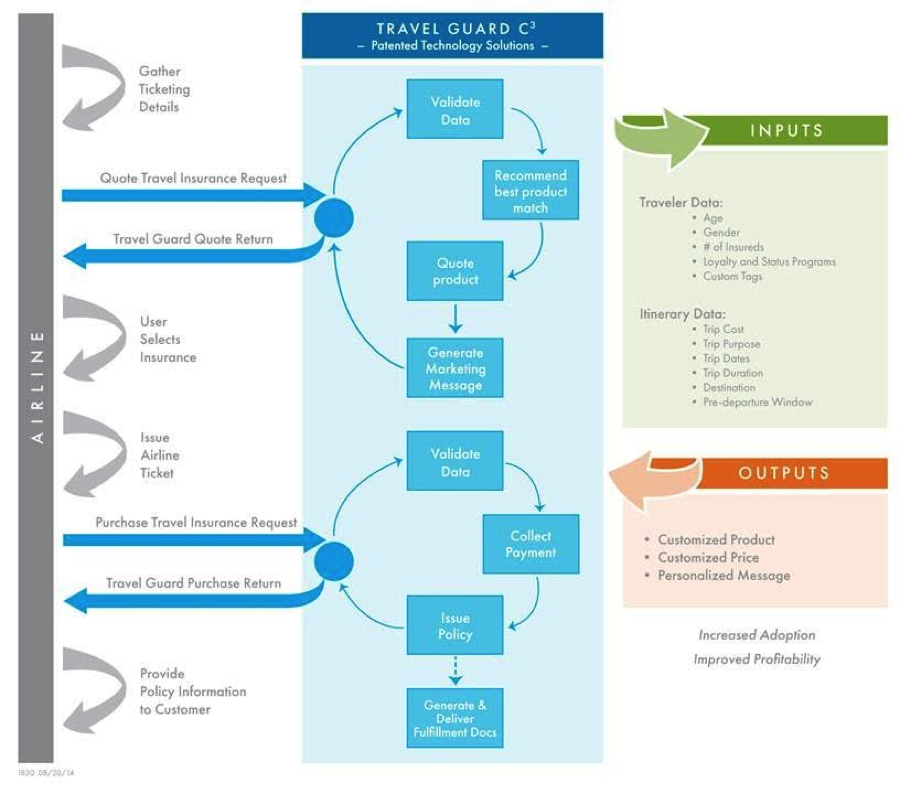 TRAVEL GUARD C³
– Patented Technology Solutions –
AIRLINE
Gather
Ticketing
Details
Quote Travel Insurance Request
Travel Guard Quote Return
User
Selects
Insurance
Issue
Airline
Ticket
Purchase Travel Insurance Request
Travel Guard Purchase Return
Provide
Policy Information
to Customer
Validate
Data
Recommend
best product
match
Quote
product
Generate
Marketing
Message
Validate
Data
Collect
Payment
Issue
Policy
Generate &
Deliver
Fulfillment Docs
INPUTS
Traveler Data:
• Age
• Gender
• # of Insureds
• Loyalty and Status Programs
• Custom Tags
Itinerary Data:
• Trip Cost
• Trip Purpose
• Trip Dates
• Trip Duration
• Destination
• Pre-departure Window
OUTPUTS
• Customized Product
• Customized Price
• Personalized Message
Increased Adoption
Improved Profitability